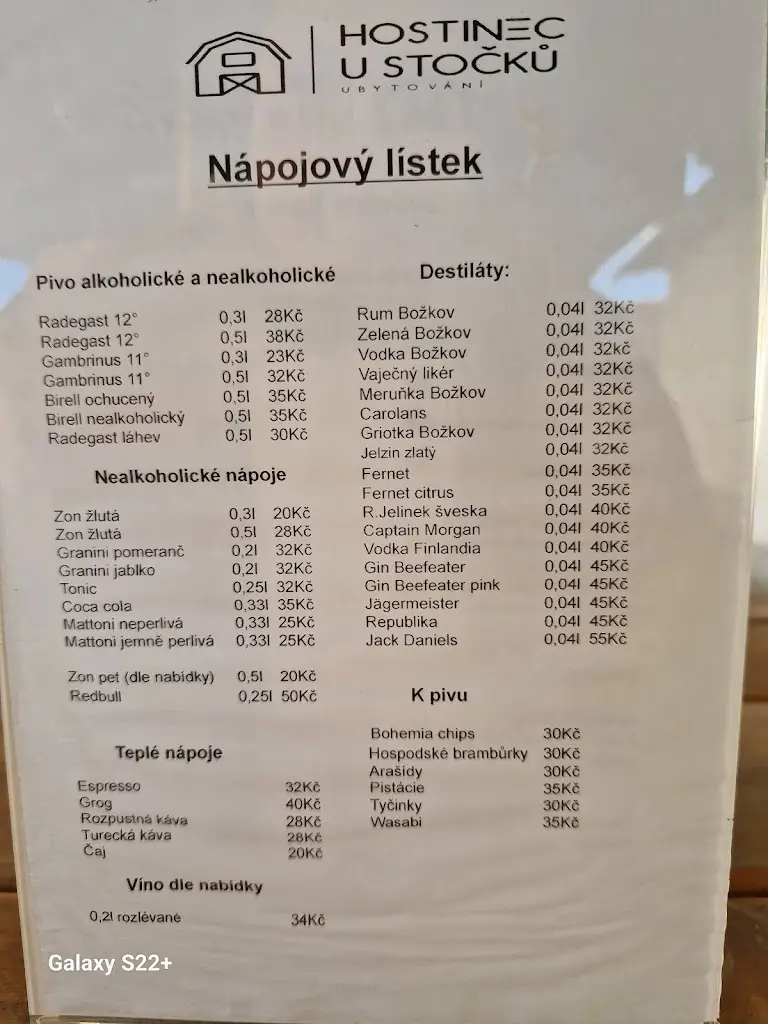 HOSTINEC
U STOČKŮ
UBYTOVÁNÍ
Nápojový lístek
Pivo alkoholické a nealkoholické
Radegast 12° 0,3l 28Kč
Radegast 12° 0,5l 38Kč
Gambrinus 11° 0,3l 23Kč
Gambrinus 11° 0,5l 32Kč
Birell ochucený 0,5l 35Kč
Birell nealkoholický 0,5l 35Kč
Radegast láhev 0,5l 30Kč
Nealkoholické nápoje
Zon žlutá 0,3l 20Kč
Zon žlutá 0,5l 28Kč
Granini pomeranč 0,2l 32Kč
Granini jablko 0,2l 32Kč
Tonic 0,25l 32Kč
Coca cola 0,33l 35Kč
Mattoni neperlivá 0,33l 25Kč
Mattoni jemně perlivá 0,33l 25Kč
Zon pet (dle nabídky) 0,5l 20Kč
Redbull 0,25l 50Kč
Teplé nápoje
Espresso 32Kč
Grog 40Kč
Rozpustná káva 28Kč
Turecká káva 28Kč
Čaj 20Kč
Víno dle nabídky
0,2l rozlévané 34Kč
Destiláty:
Rum Božkov 0,04l 32Kč
Zelená Božkov 0,04l 32Kč
Vodka Božkov 0,04l 32kč
Vaječný likér 0,04l 32Kč
Meruňka Božkov 0,04l 32Kč
Carolans 0,04l 32Kč
Griotka Božkov 0,04l 32Kč
Jelzin zlatý 0,04l 32Kč
Fernet 0,04l 35Kč
Fernet citrus 0,04l 35Kč
R.Jelinek šveska 0,04l 40Kč
Captain Morgan 0,04l 40Kč
Vodka Finlandia 0,04l 40Kč
Gin Beefeater 0,04l 45Kč
Gin Beefeater pink 0,04l 45Kč
Jägermeister 0,04l 45Kč
Republika 0,04l 45Kč
Jack Daniels 0,04l 55Kč
K pivu
Bohemia chips 30Kč
Hospodské brambůrky 30Kč
Arašídy 30Kč
Pistácie 35Kč
Tyčinky 30Kč
Wasabi 35Kč
Galaxy S22+